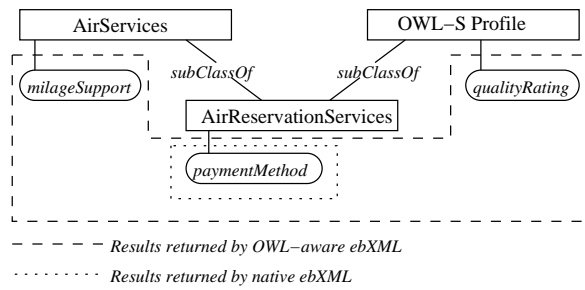 AirServices
OWL–S Profile
subClassOf
subClassOf
milageSupport
qualityRating
AirReservationServices
paymentMethod
Results returned by OWL–aware ebXML
Results returned by native ebXML